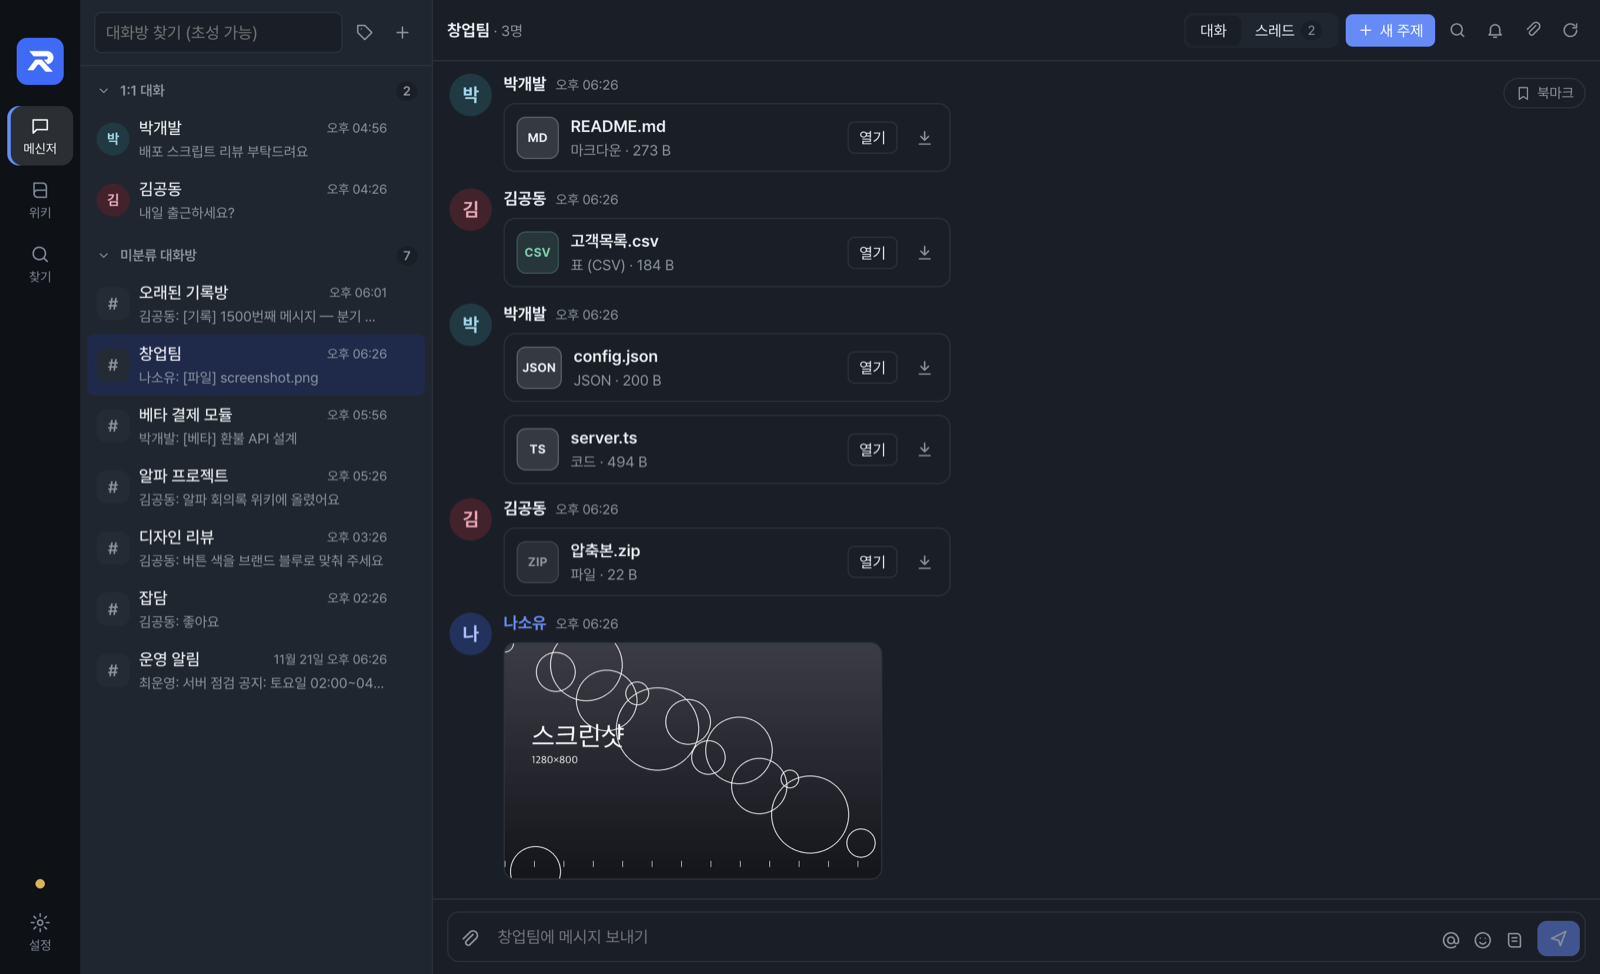 메신저
위키
찾기
설정
대화방 찾기 (초성 가능)
1:1 대화 2
박 박개발 오후 04:56
배포 스크립트 리뷰 부탁드려요
김 김공동 오후 04:26
내일 출근하세요?
미분류 대화방 7
# 오래된 기록방 오후 06:01
김공동: [기록] 1500번째 메시지 — 분기 ...
# 창업팀 오후 06:26
나소유: [파일] screenshot.png
# 베타 결제 모듈 오후 05:56
박개발: [베타] 환불 API 설계
# 알파 프로젝트 오후 05:26
김공동: 알파 회의록 위키에 올렸어요
# 디자인 리뷰 오후 03:26
김공동: 버튼 색을 브랜드 블루로 맞춰 주세요
# 잡담 오후 02:26
김공동: 좋아요
# 운영 알림 11월 21일 오후 06:26
최운영: 서버 점검 공지: 토요일 02:00~04...
창업팀 · 3명
대화 스레드 2 + 새 주제
북마크
박 박개발 오후 06:26
MD README.md 열기
마크다운 · 273 B
김 김공동 오후 06:26
CSV 고객목록.csv 열기
표 (CSV) · 184 B
박 박개발 오후 06:26
JSON config.json 열기
JSON · 200 B
TS server.ts 열기
코드 · 494 B
김 김공동 오후 06:26
ZIP 압축본.zip 열기
파일 · 22 B
나 나소유 오후 06:26
스크린샷
1280×800
창업팀에 메시지 보내기